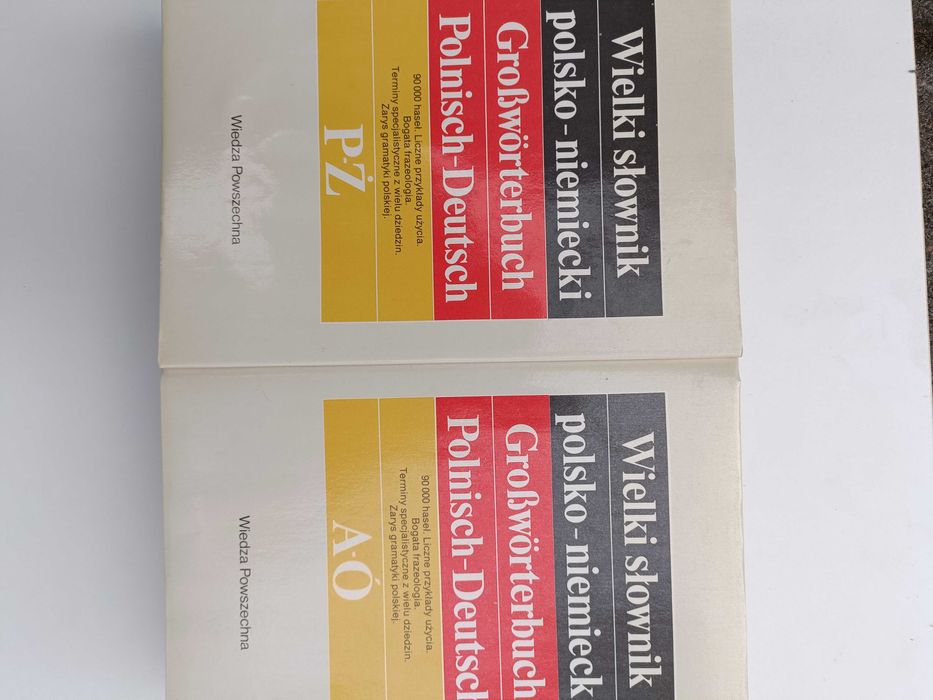 Wielki słownik
polsko-niemiecki
Großwörterbuch
Polnisch-Deutsch
90 000 haseł. Liczne przykłady użycia.
Bogata frazeologia.
Terminy specjalistyczne z wielu dziedzin.
Zarys gramatyki polskiej.
P-Ż
Wiedza Powszechna
Wielki słownik
polsko-niemieck
Großwörterbuch
Polnisch-Deutsc
90 000 haseł. Liczne przykłady użycia.
Bogata frazeologia.
Terminy specjalistyczne z wielu dziedzin.
Zarys gramatyki polskiej.
A-Ó
Wiedza Powszechna